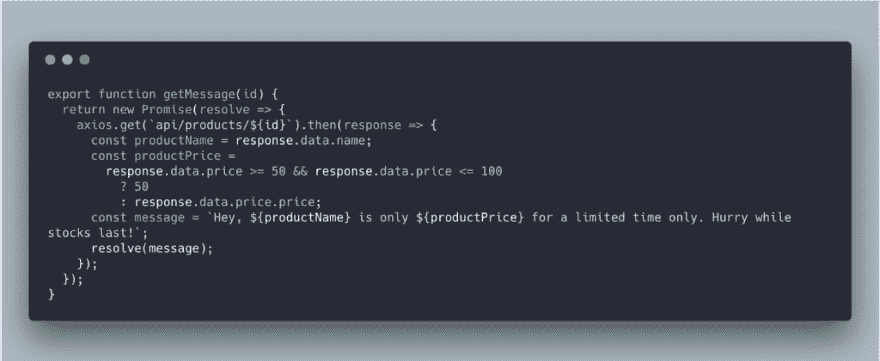 export function getMessage(id) {
  return new Promise(resolve => {
    axios.get(`api/products/${id}`).then(response => {
      const productName = response.data.name;
      const productPrice =
        response.data.price >= 50 && response.data.price <= 100
          ? 50
          : response.data.price.price;
      const message = `Hey, ${productName} is only ${productPrice} for a limited time only. Hurry while
stocks last!`;
      resolve(message);
    });
  });
}